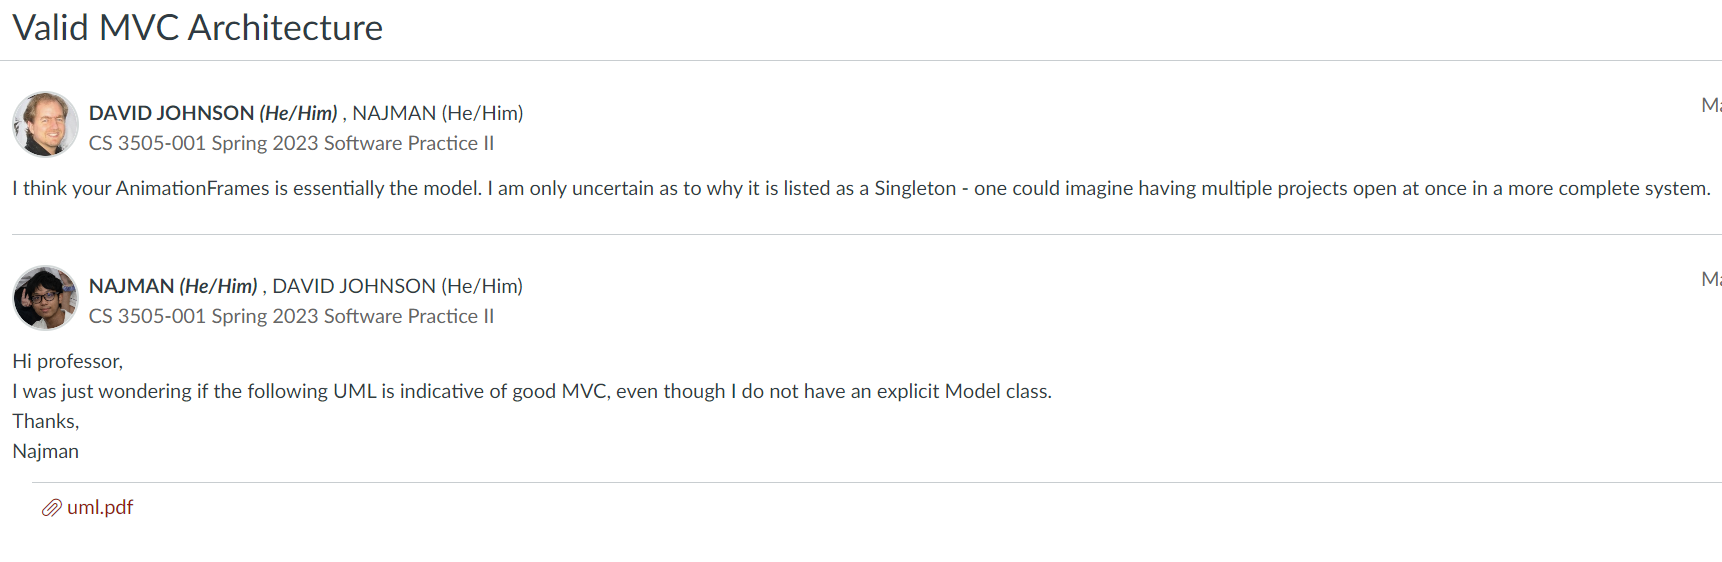 Valid MVC Architecture
DAVID JOHNSON (He/Him) , NAJMAN (He/Him)
Ma
CS 3505-001 Spring 2023 Software Practice II
I think your AnimationFrames is essentially the model. I am only uncertain as to why it is listed as a Singleton - one could imagine having multiple projects open at once in a more complete system.
NAJMAN (He/Him) , DAVID JOHNSON (He/Him)
Ma
CS 3505-001 Spring 2023 Software Practice II
Hi professor,
I was just wondering if the following UML is indicative of good MVC, even though I do not have an explicit Model class.
Thanks,
Najman
uml.pdf